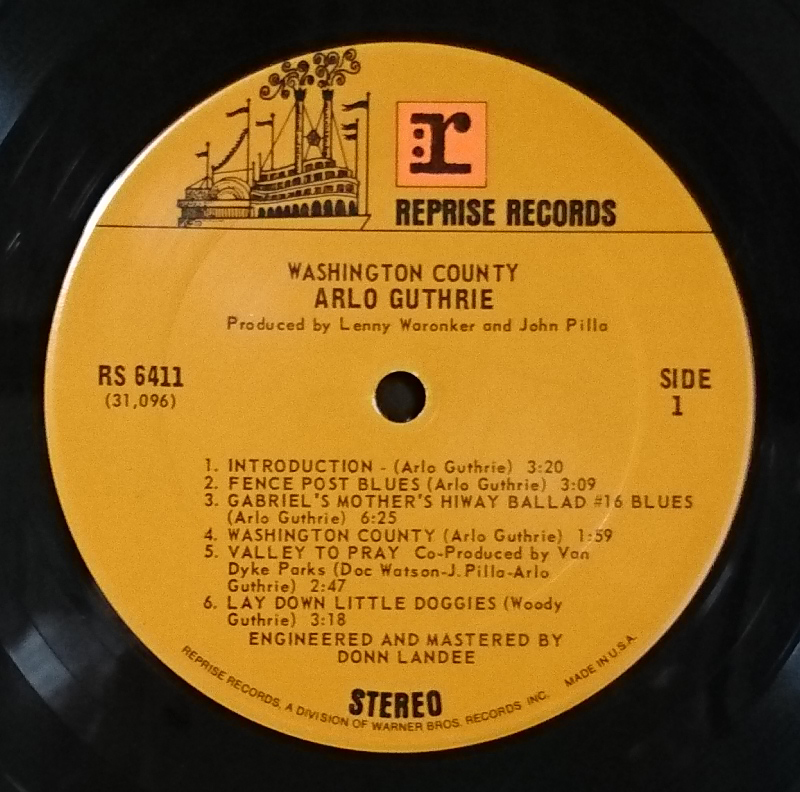 r
REPRISE RECORDS
WASHINGTON COUNTY
ARLO GUTHRIE
Produced by Lenny Waronker and John Pilla
RS 6411
(31,096)
SIDE
1
1. INTRODUCTION - (Arlo Guthrie) 3:20
2. FENCE POST BLUES (Arlo Guthrie) 3:09
3. GABRIEL'S MOTHER'S HIWAY BALLAD #16 BLUES
(Arlo Guthrie) 6:25
4. WASHINGTON COUNTY (Arlo Guthrie) 1:59
5. VALLEY TO PRAY Co-Produced by Van
Dyke Parks (Doc Watson-J.Pilla-Arlo
Guthrie) 2:47
6. LAY DOWN LITTLE DOGGIES (Woody
Guthrie) 3:18
ENGINEERED AND MASTERED BY
DONN LANDEE
STEREO
REPRISE RECORDS, A DIVISION OF WARNER BROS. RECORDS INC. MADE IN U.S.A.